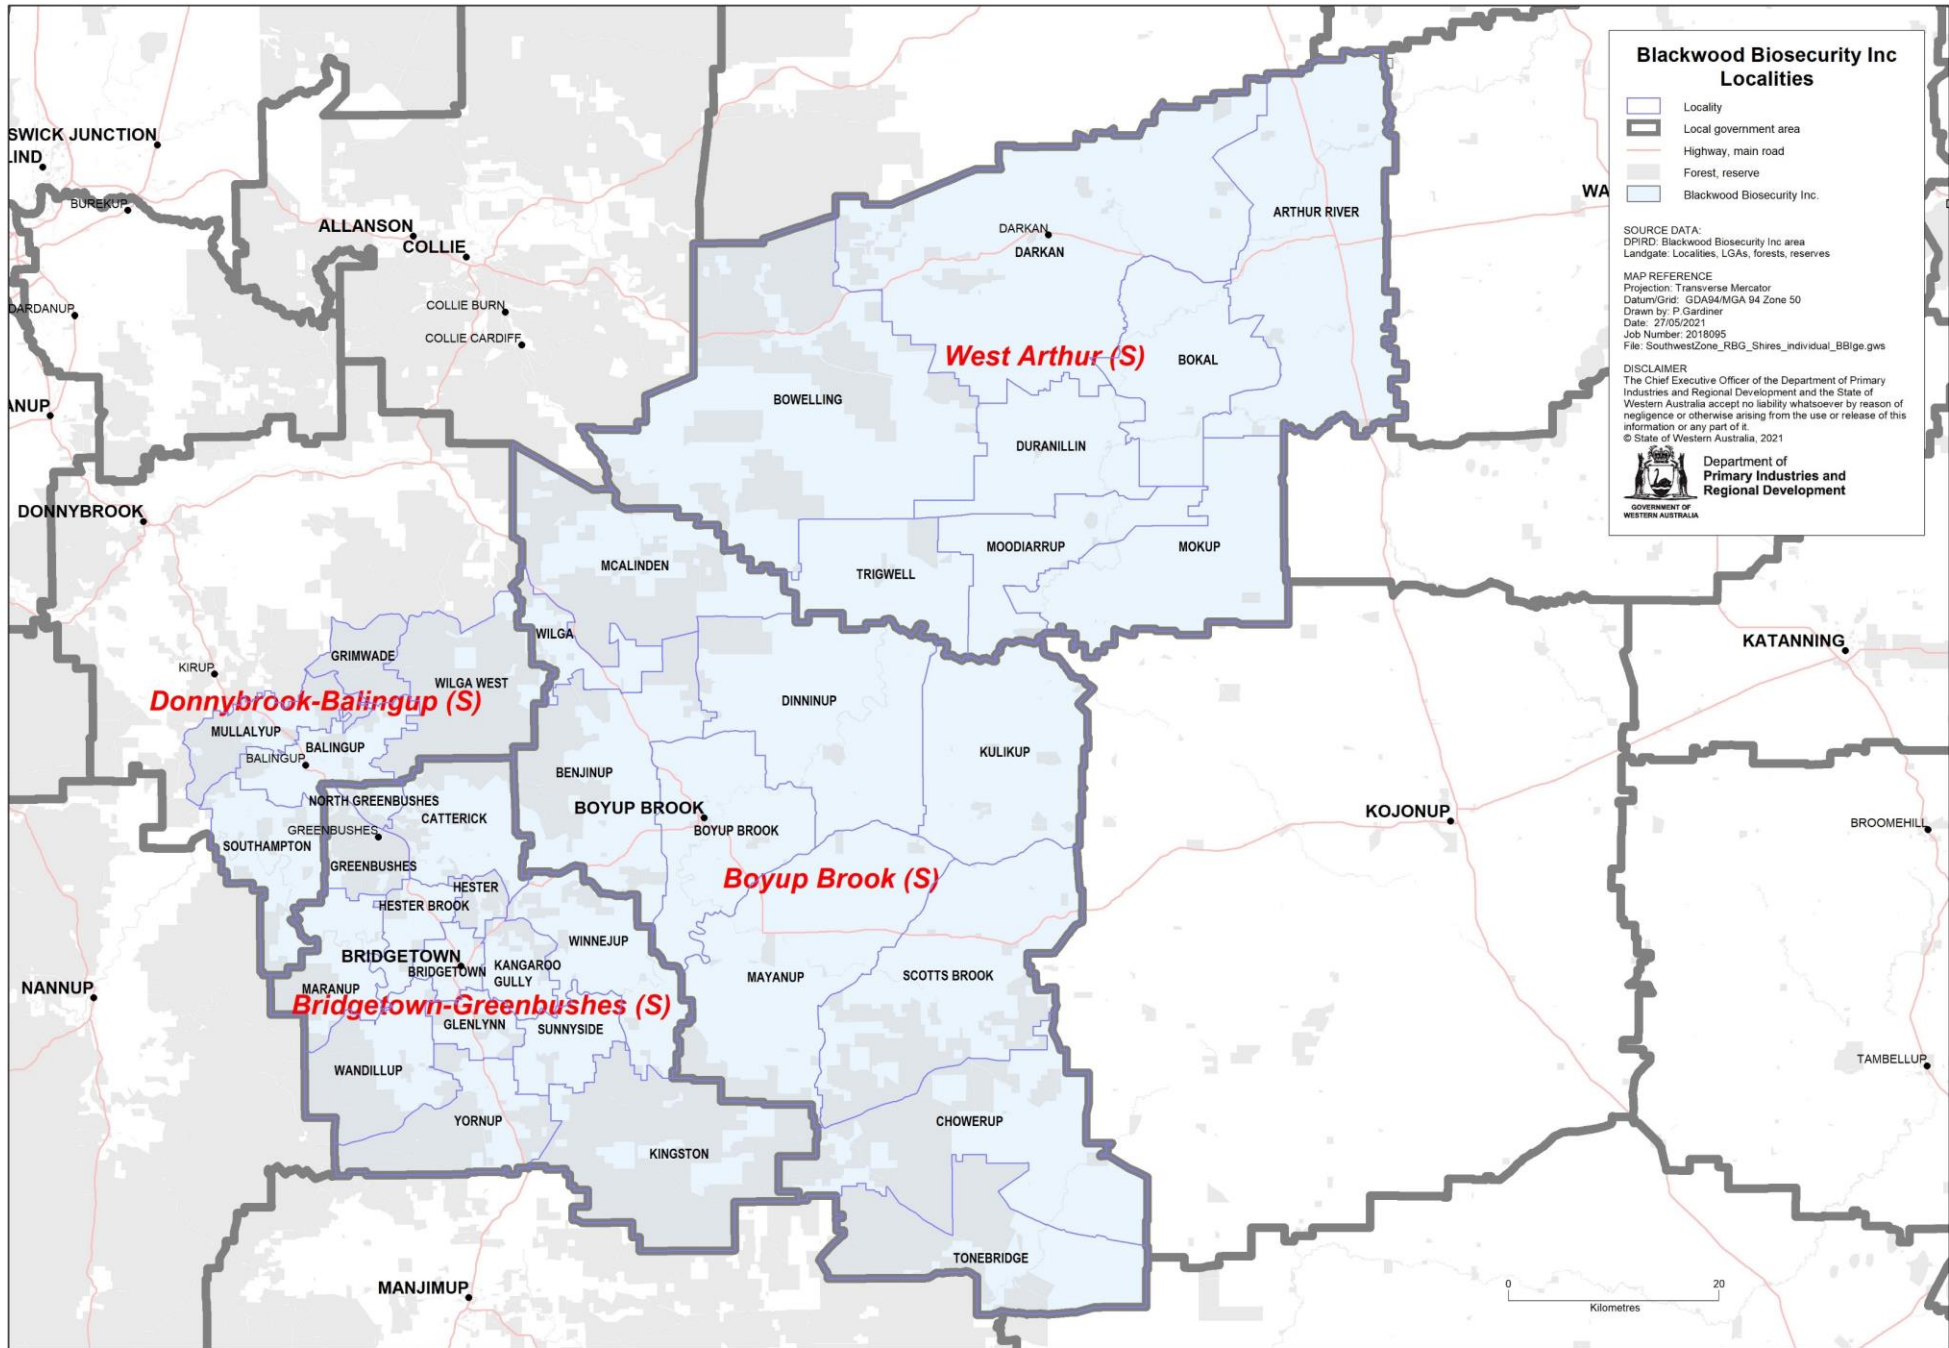 Blackwood Biosecurity Inc
Localities
Locality
Local government area
Highway, main road
Forest, reserve
Blackwood Biosecurity Inc.
SOURCE DATA:
DPIRD: Blackwood Biosecurity Inc area
Landgate: Localities, LGAs, forests, reserves
MAP REFERENCE
Projection: Transverse Mercator
Datum/Grid: GDA94/MGA 94 Zone 50
Drawn by: P.Gardiner
Date: 27/05/2021
Job Number: 2018095
File: SouthwestZone_RBG_Shires_individual_BBIge.gws
DISCLAIMER
The Chief Executive Officer of the Department of Primary
Industries and Regional Development and the State of
Western Australia accept no liability whatsoever by reason of
negligence or otherwise arising from the use or release of this
information or any part of it.
© State of Western Australia, 2021
GOVERNMENT OF
WESTERN AUSTRALIA
Department of
Primary Industries and
Regional Development
SWICK JUNCTION
LIND
BUREKUP
ALLANSON
COLLIE
COLLIE BURN
COLLIE CARDIFF
DARDANUP
ANUP
DONNYBROOK
WA
ARTHUR RIVER
DARKAN
DARKAN
West Arthur (S)
BOKAL
BOWELLING
DURANILLIN
MOODIARRUP
MOKUP
TRIGWELL
MCALINDEN
WILGA
GRIMWADE
KIRUP
WILGA WEST
Donnybrook-Balingup (S)
MULLALYUP
BALINGUP
BALINGUP
DINNINUP
KULIKUP
BENJINUP
BOYUP BROOK
BOYUP BROOK
NORTH GREENBUSHES
CATTERICK
GREENBUSHES
SOUTHAMPTON
GREENBUSHES
HESTER
HESTER BROOK
Boyup Brook (S)
WINNEJUP
BRIDGETOWN
BRIDGETOWN
KANGAROO
GULLY
MAYANUP
SCOTTS BROOK
MARANUP
Bridgetown-Greenbushes (S)
GLENLYNN
SUNNYSIDE
NANNUP
WANDILLUP
YORNUP
KINGSTON
CHOWERUP
TONEBRIDGE
MANJIMUP
KATANNING
KOJONUP
BROOMEHILL
TAMBELLUP
0 20
Kilometres